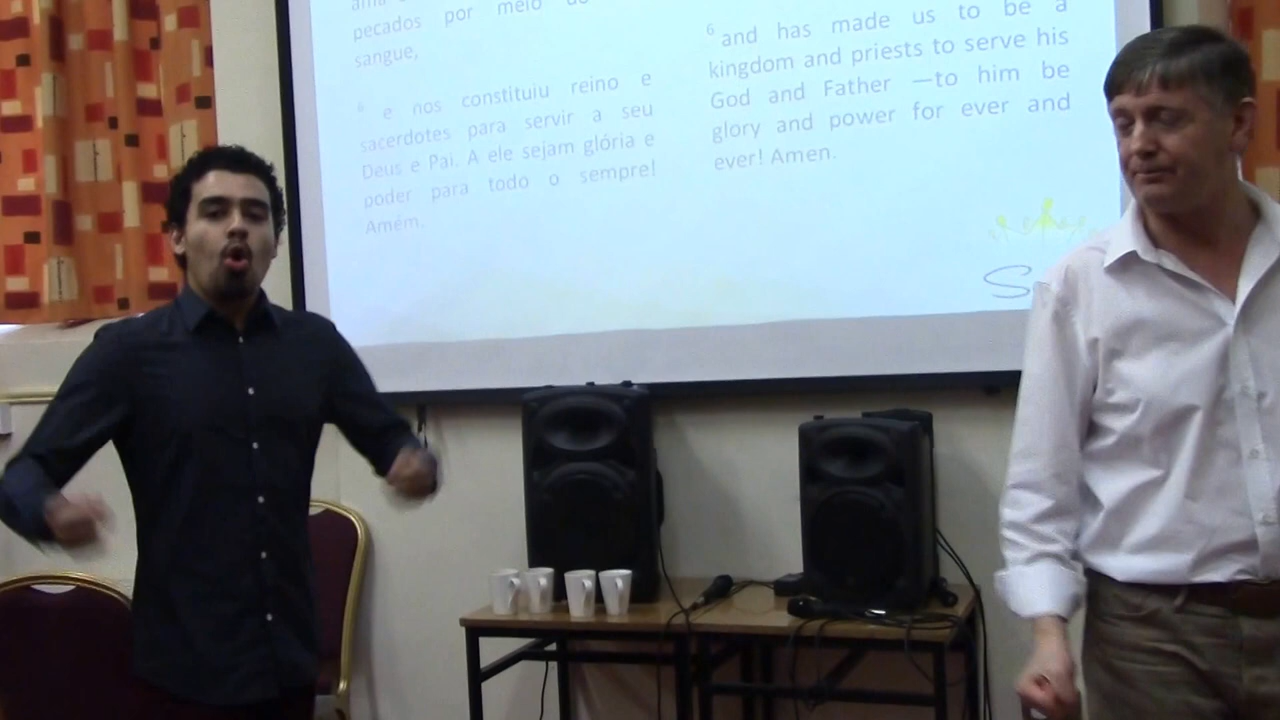 pecados por meio do
sangue,
⁶ e nos constituiu reino e
sacerdotes para servir a seu
Deus e Pai. A ele sejam glória e
poder para todo o sempre!
Amém.
⁶ and has made us to be a
kingdom and priests to serve his
God and Father —to him be
glory and power for ever and
ever! Amen.